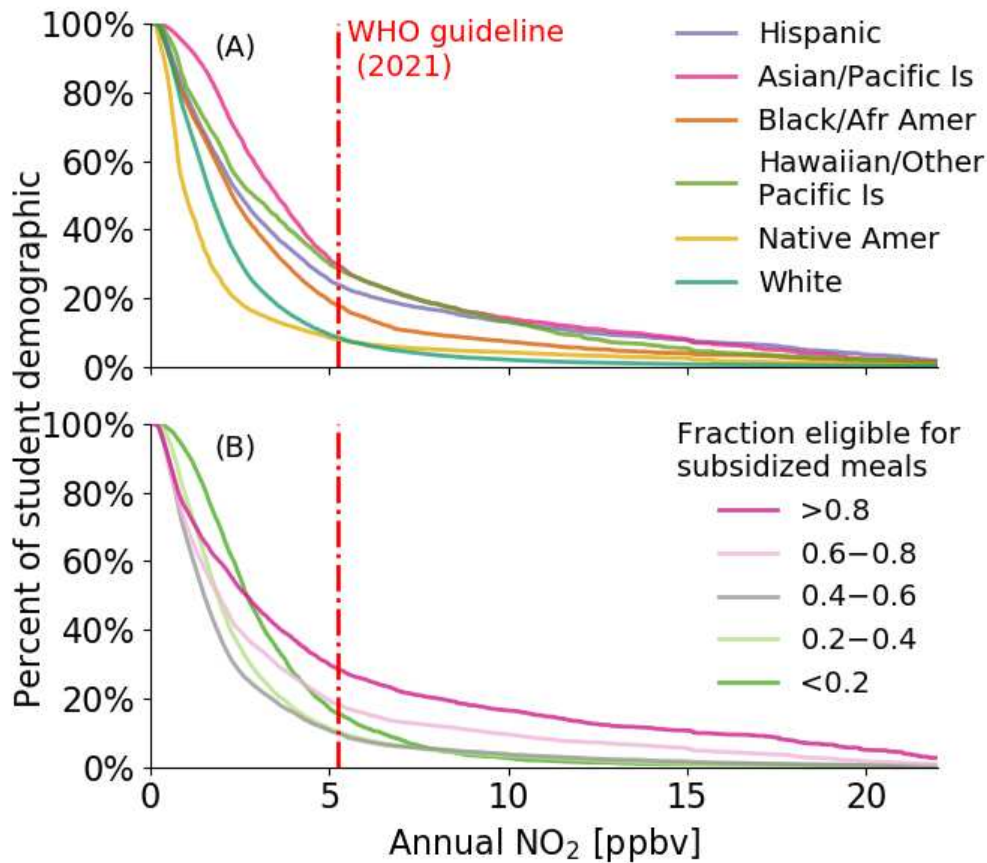 Percent of student demographic
100%
80%
60%
40%
20%
0%
(A)
WHO guideline
(2021)
Hispanic
Asian/Pacific Is
Black/Afr Amer
Hawaiian/Other
Pacific Is
Native Amer
White
100%
80%
60%
40%
20%
0%
(B)
Fraction eligible for
subsidized meals
>0.8
0.6−0.8
0.4−0.6
0.2−0.4
<0.2
0 5 10 15 20
Annual NO₂ [ppbv]